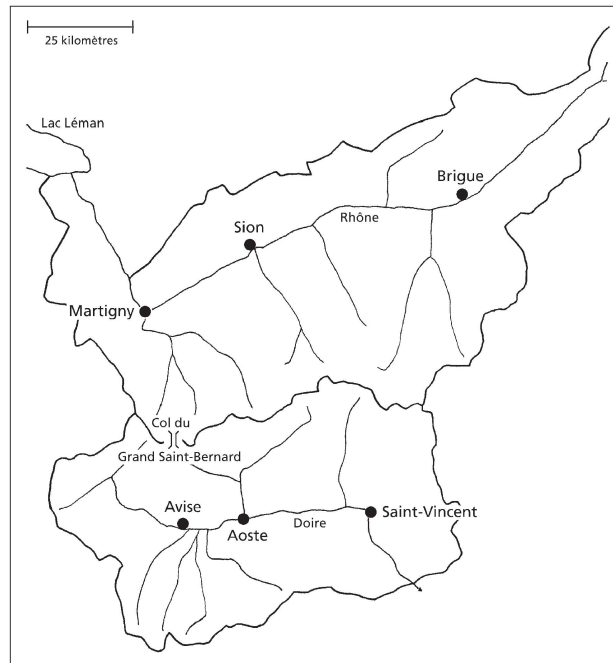 25 kilomètres
Lac Léman
Brigue
Rhône
Sion
Martigny
Col du
Grand Saint-Bernard
Avise
Aoste
Doire
Saint-Vincent